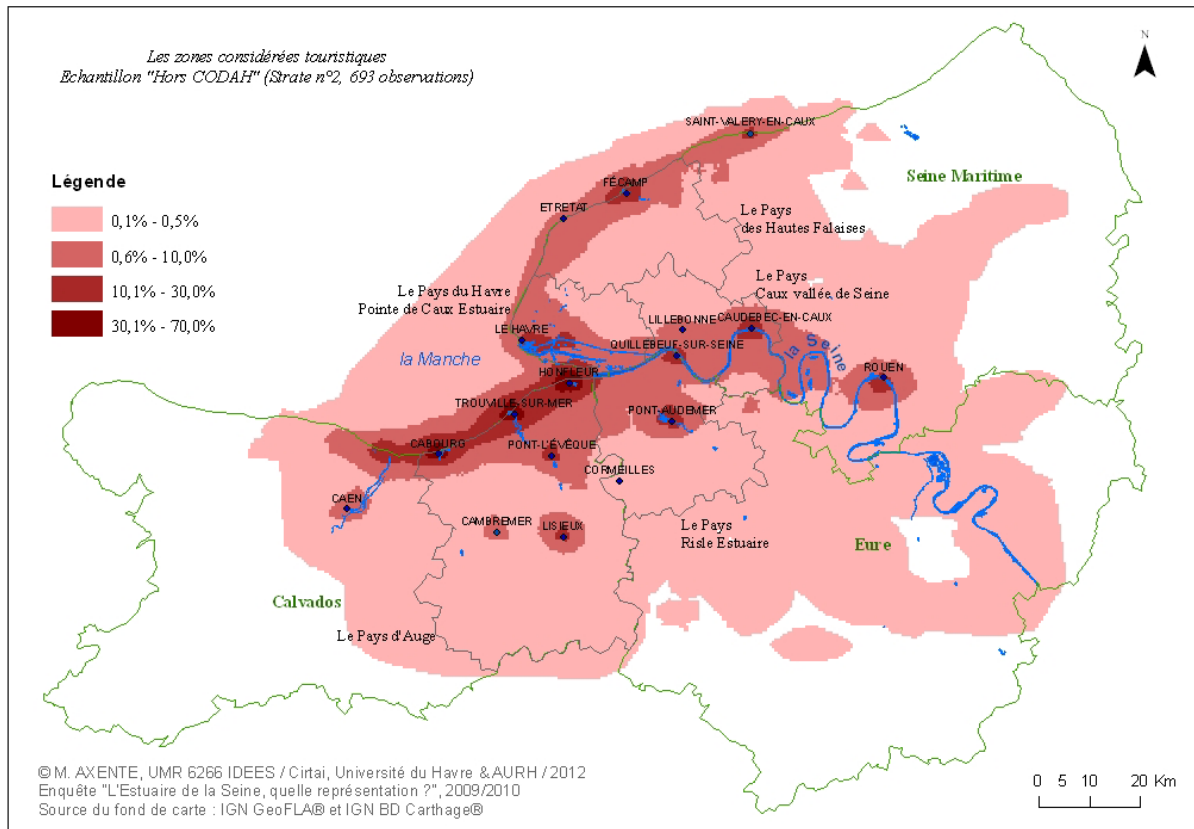 Les zones considérées touristiques
Echantillon "Hors CODAH" (Strate n°2, 693 observations)
N
SAINT-VALERY-EN-CAUX
Seine Maritime
Légende
0,1% - 0,5%
0,6% - 10,0%
10,1% - 30,0%
30,1% - 70,0%
FÉCAMP
ETRETAT
Le Pays
des Hautes Falaises
Le Pays du Havre
Pointe de Caux Estuaire
Le Pays
Caux vallée de Seine
LILLEBONNE
CAUDEBEC-EN-CAUX
LE HAVRE
QUILLEBEUF-SUR-SEINE
la Seine
la Manche
ROUEN
HONFLEUR
TROUVILLE-SUR-MER
PONT-AUDEMER
CABOURG
PONT-L'ÉVÊQUE
CORMEILLES
CAEN
CAMBREMER
LISIEUX
Le Pays
Risle Estuaire
Eure
Calvados
Le Pays d'Auge
© M. AXENTE, UMR 6266 IDEES / Cirtai, Université du Havre & AURH / 2012
Enquête "L'Estuaire de la Seine, quelle représentation ?", 2009/2010
Source du fond de carte : IGN GeoFLA® et IGN BD Carthage®
0 5 10 20 Km